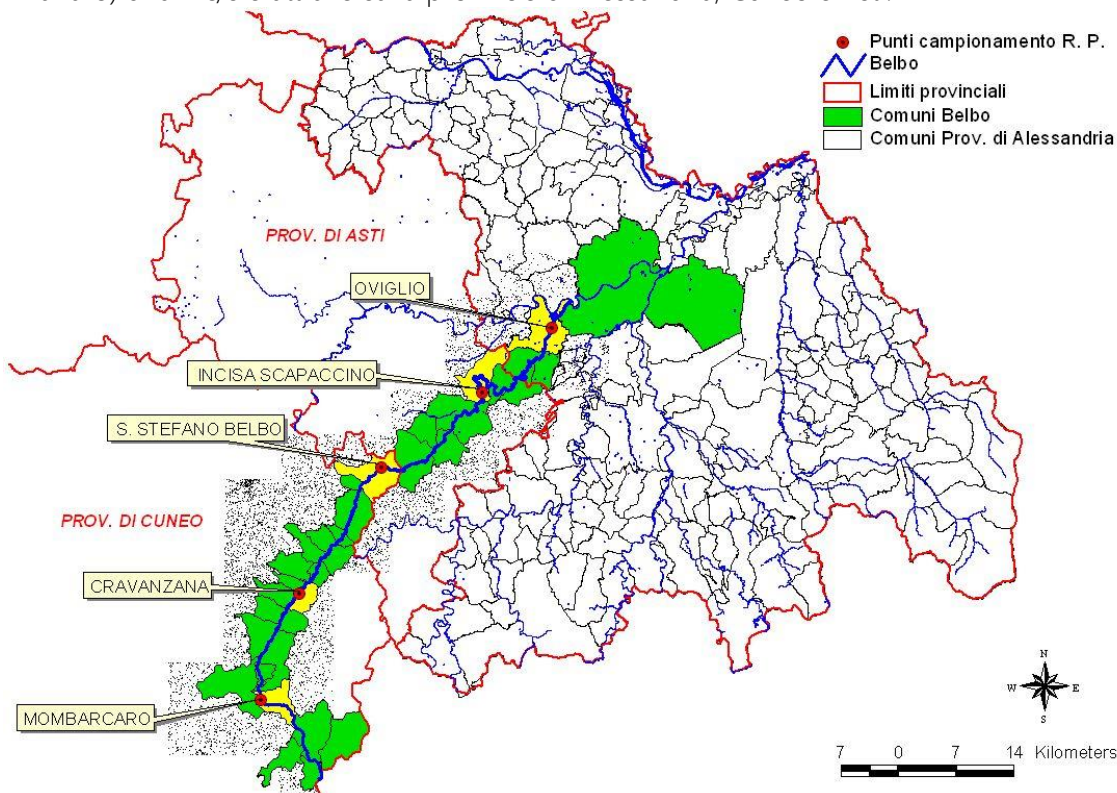 Punti campionamento R. P.
Belbo
Limiti provinciali
Comuni Belbo
Comuni Prov. di Alessandria
PROV. DI ASTI
OVIGLIO
INCISA SCAPACCINO
S. STEFANO BELBO
PROV. DI CUNEO
CRAVANZANA
MOMBARCARO
N
W E
S
7 0 7 14 Kilometers